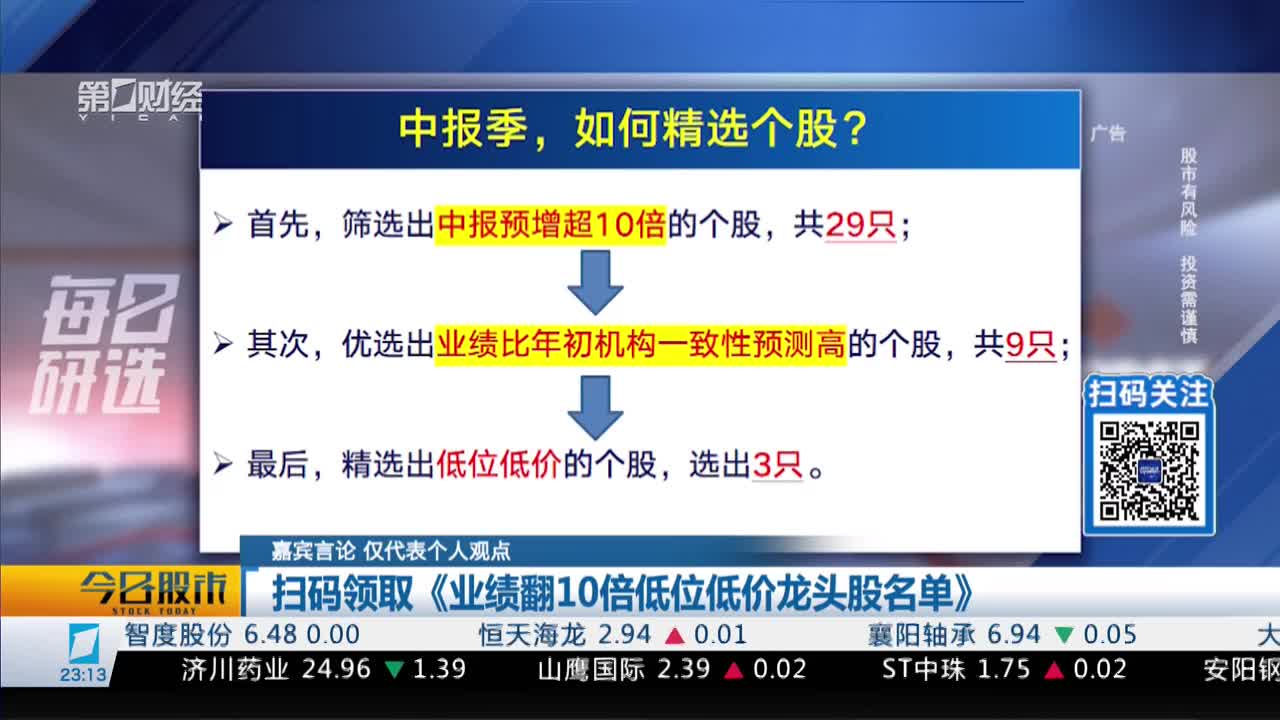 第一财经
YICAI
中报季，如何精选个股？
广告
股市有风险 投资需谨慎
首先，筛选出中报预增超10倍的个股，共29只；
其次，优选出业绩比年初机构一致性预测高的个股，共9只；
最后，精选出低位低价的个股，选出3只。
每日
研选
扫码关注
嘉宾言论 仅代表个人观点
今日股市
STOCK TODAY
扫码领取《业绩翻10倍低位低价龙头股名单》
智度股份 6.48 0.00 恒天海龙 2.94 ▲ 0.01 襄阳轴承 6.94 ▼ 0.05 大
23:13
济川药业 24.96 ▼ 1.39 山鹰国际 2.39 ▲ 0.02 ST中珠 1.75 ▲ 0.02 安阳钢